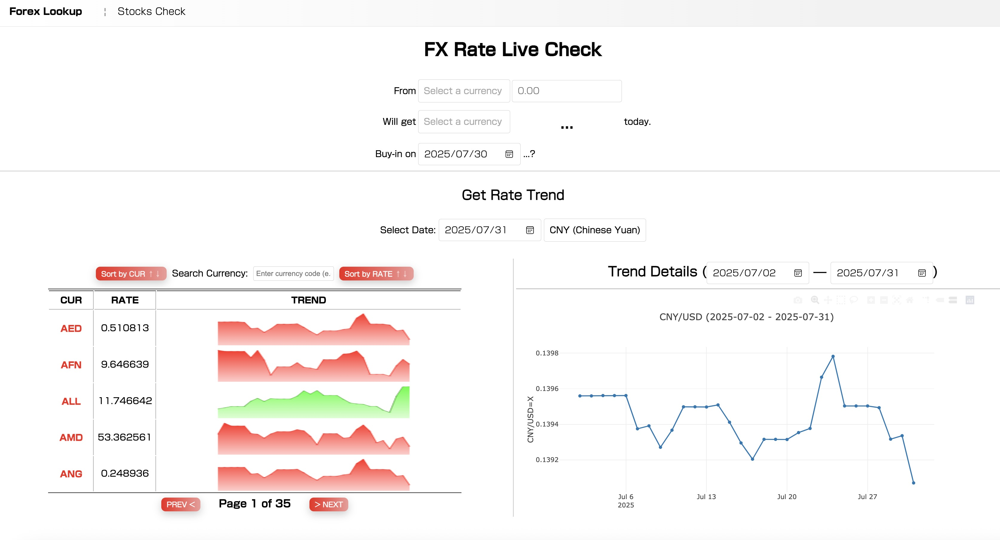 Forex Lookup ¦ Stocks Check
FX Rate Live Check
From Select a currency 0.00
Will get Select a currency ... today.
Buy-in on 2025/07/30 ...?
Get Rate Trend
Select Date: 2025/07/31 CNY (Chinese Yuan)
Sort by CUR ↑↓ Search Currency: Enter currency code (e. Sort by RATE ↑↓
CUR RATE TREND
AED 0.510813
AFN 9.646639
ALL 11.746642
AMD 53.362561
ANG 0.248936
PREV < Page 1 of 35 > NEXT
Trend Details (2025/07/02 — 2025/07/31)
CNY/USD (2025-07-02 - 2025-07-31)
CNY/USD=X
0.1398
0.1396
0.1394
0.1392
Jul 6 Jul 13 Jul 20 Jul 27
2025